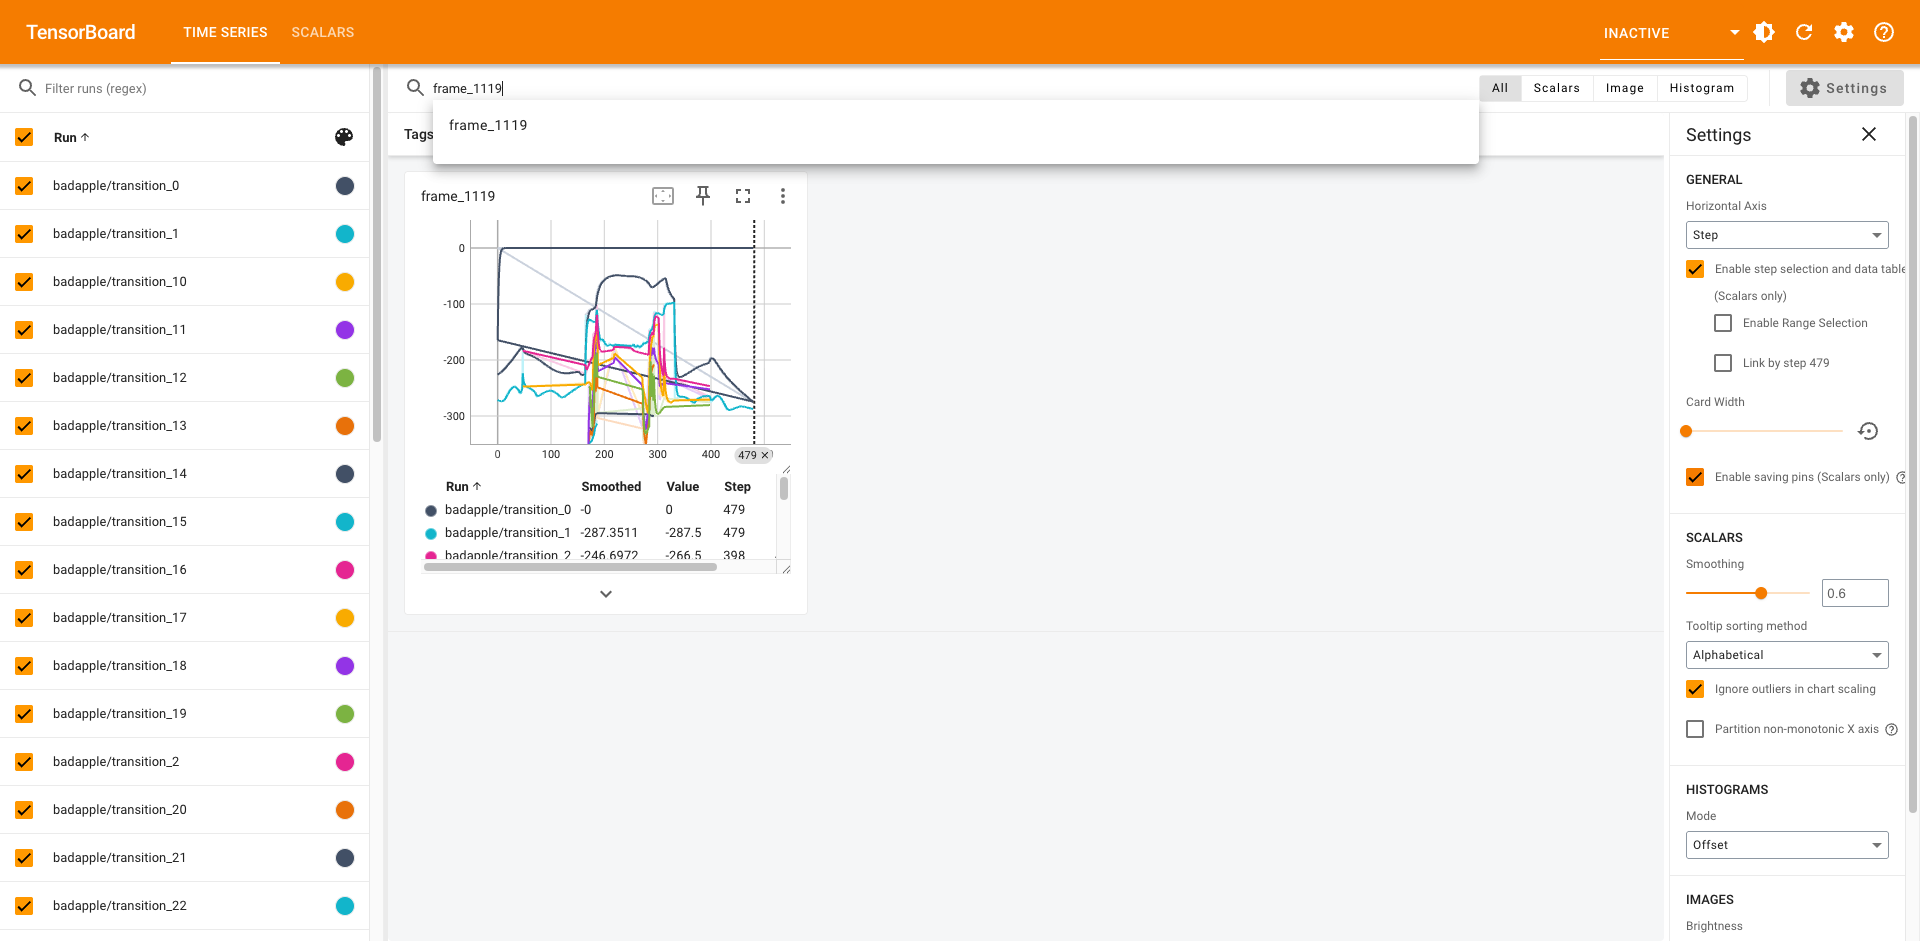 TensorBoard
TIME SERIES
SCALARS
INACTIVE
Filter runs (regex)
frame_1119
All
Scalars
Image
Histogram
Settings
Run
badapple/transition_0
badapple/transition_1
badapple/transition_10
badapple/transition_11
badapple/transition_12
badapple/transition_13
badapple/transition_14
badapple/transition_15
badapple/transition_16
badapple/transition_17
badapple/transition_18
badapple/transition_19
badapple/transition_2
badapple/transition_20
badapple/transition_21
badapple/transition_22
frame_1119
Tags
frame_1119
0
-100
-200
-300
0 100 200 300 400 479
Run Smoothed Value Step
badapple/transition_0 -0 0 479
badapple/transition_1 -287.3511 -287.5 479
badapple/transition_2 -246.6972 -266.5 398
Settings
GENERAL
Horizontal Axis
Step
Enable step selection and data table
(Scalars only)
Enable Range Selection
Link by step 479
Card Width
Enable saving pins (Scalars only)
SCALARS
Smoothing
0.6
Tooltip sorting method
Alphabetical
Ignore outliers in chart scaling
Partition non-monotonic X axis
HISTOGRAMS
Mode
Offset
IMAGES
Brightness